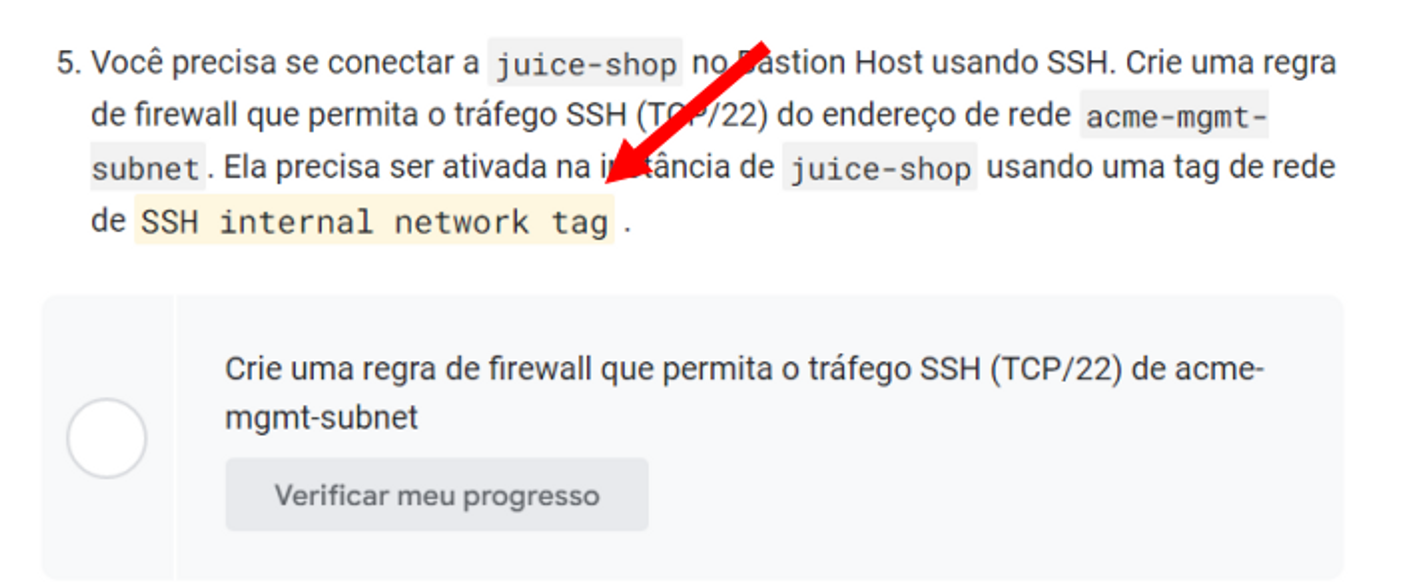 5. Você precisa se conectar a juice-shop no Bastion Host usando SSH. Crie uma regra
de firewall que permita o tráfego SSH (TCP/22) do endereço de rede acme-mgmt-
subnet. Ela precisa ser ativada na instância de juice-shop usando uma tag de rede
de SSH internal network tag .
Crie uma regra de firewall que permita o tráfego SSH (TCP/22) de acme-
mgmt-subnet
Verificar meu progresso